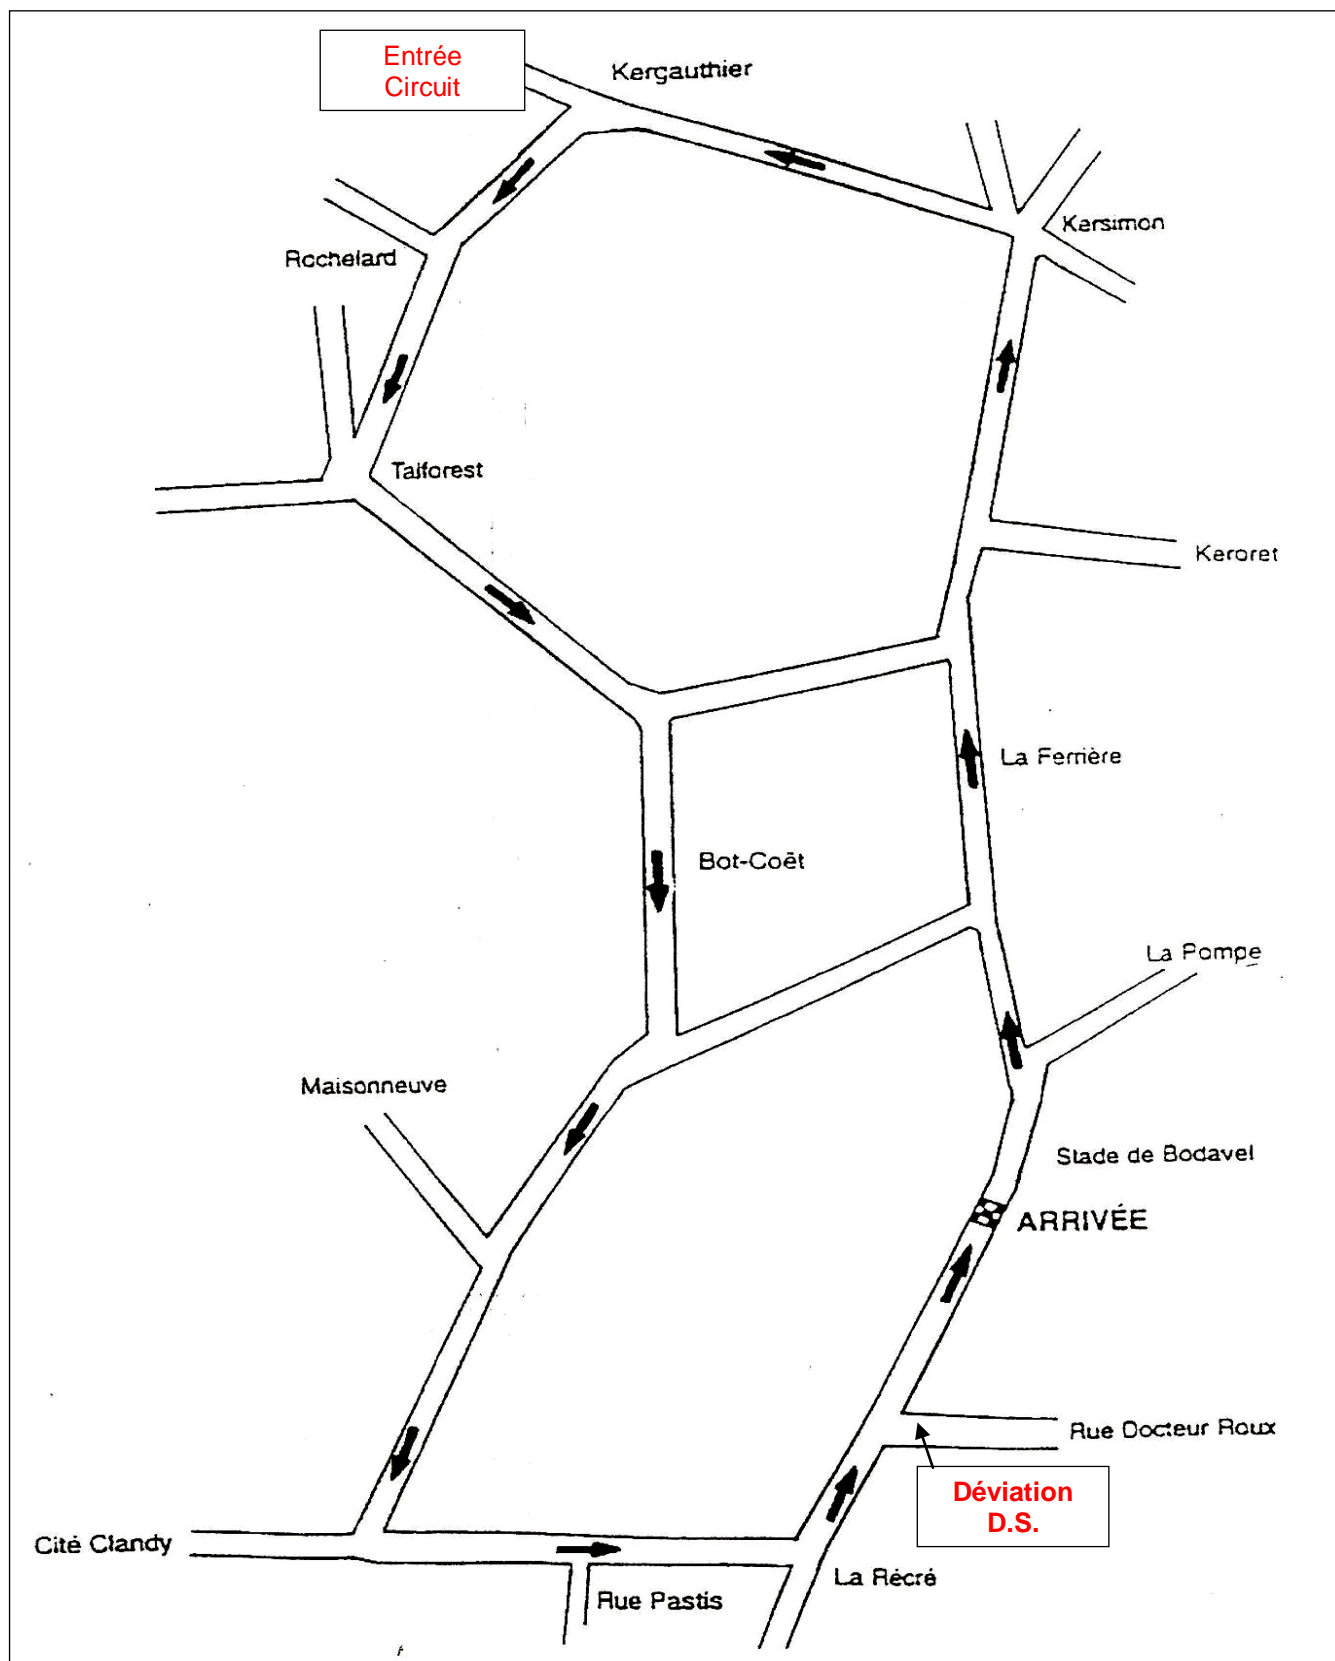 Entrée
Circuit
Kergauthier
Kersimon
Rochelard
Talforest
Keroret
La Ferrière
Bot-Coët
La Pompe
Maisonneuve
Stade de Bodavel
ARRIVÉE
Rue Docteur Roux
Déviation
D.S.
Cité Clandy
La Récré
Rue Pastis